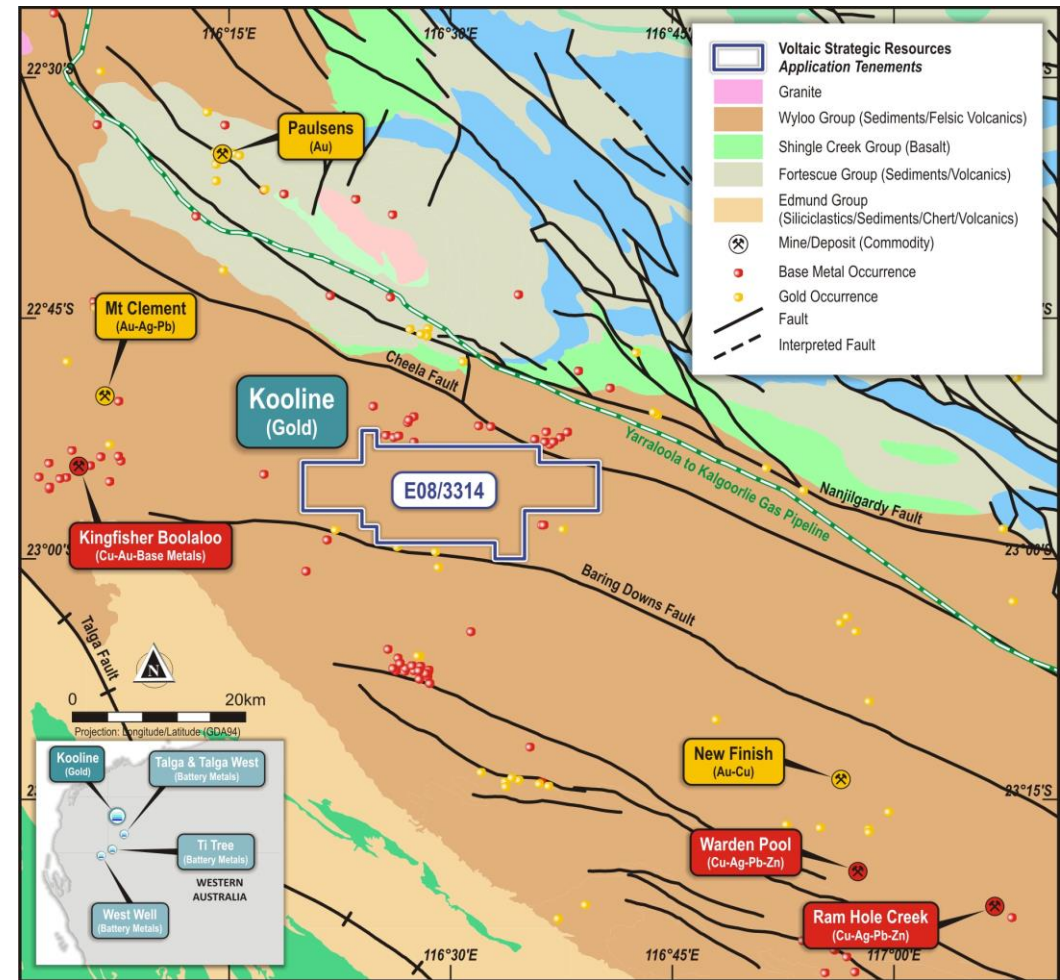 116°15'E
116°30'E
116°45'
22°30'S
Paulsens
(Au)
22°45'S
Mt Clement
(Au-Ag-Pb)
Cheela Fault
Kooline
(Gold)
E08/3314
Yarraloola to Kalgoorlie Gas Pipeline
Nanjilgardy Fault
Kingfisher Boolaloo
(Cu-Au-Base Metals)
23°00'S
23°00'S
Baring Downs Fault
Talga Fault
N
0 20km
Projection: Longitude/Latitude (GDA94)
New Finish
(Au-Cu)
23°15'S
Warden Pool
(Cu-Ag-Pb-Zn)
Ram Hole Creek
(Cu-Ag-Pb-Zn)
116°30'E
116°45'E
117°00'E
Voltaic Strategic Resources
Application Tenements
Granite
Wyloo Group (Sediments/Felsic Volcanics)
Shingle Creek Group (Basalt)
Fortescue Group (Sediments/Volcanics)
Edmund Group
(Siliciclastics/Sediments/Chert/Volcanics)
Mine/Deposit (Commodity)
Base Metal Occurrence
Gold Occurrence
Fault
Interpreted Fault
Kooline
(Gold)
Talga & Talga West
(Battery Metals)
Ti Tree
(Battery Metals)
WESTERN
AUSTRALIA
West Well
(Battery Metals)